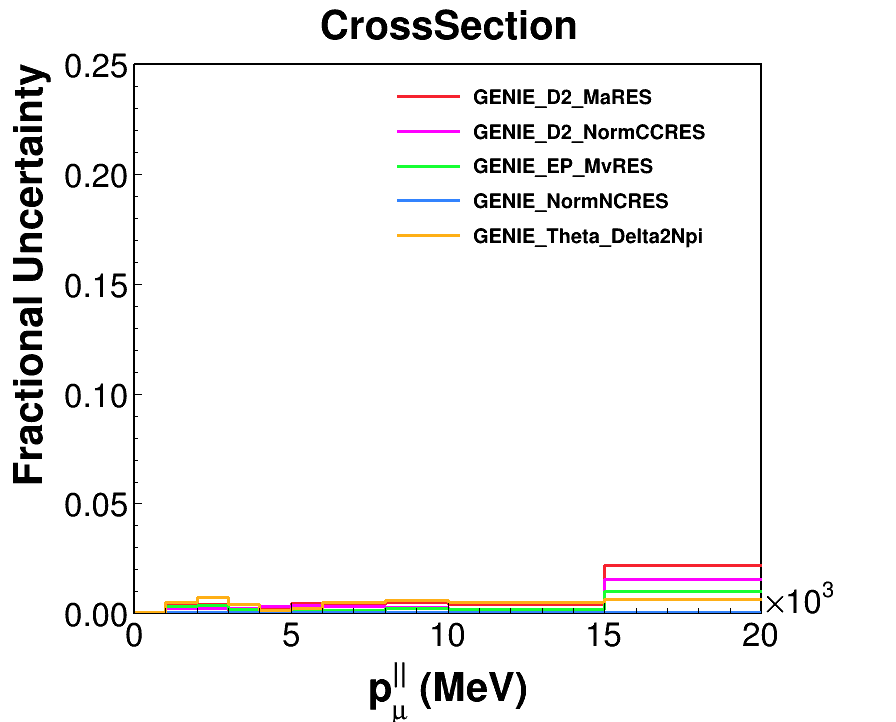 CrossSection
Fractional Uncertainty
0.25
0.20
0.15
0.10
0.05
0.00
GENIE_D2_MaRES
GENIE_D2_NormCCRES
GENIE_EP_MvRES
GENIE_NormNCRES
GENIE_Theta_Delta2Npi
0 5 10 15 20
×10³
p_μ^|| (MeV)